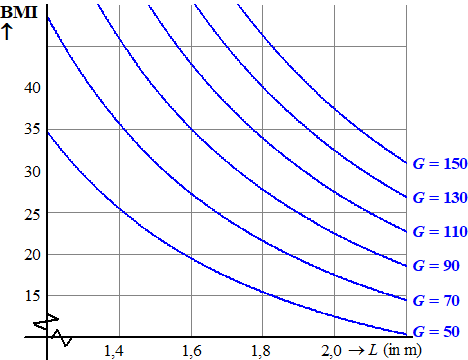 BMI
↑
40
35
30
25
20
15
G = 150
G = 130
G = 110
G = 90
G = 70
G = 50
1,4 1,6 1,8 2,0 → L (in m)